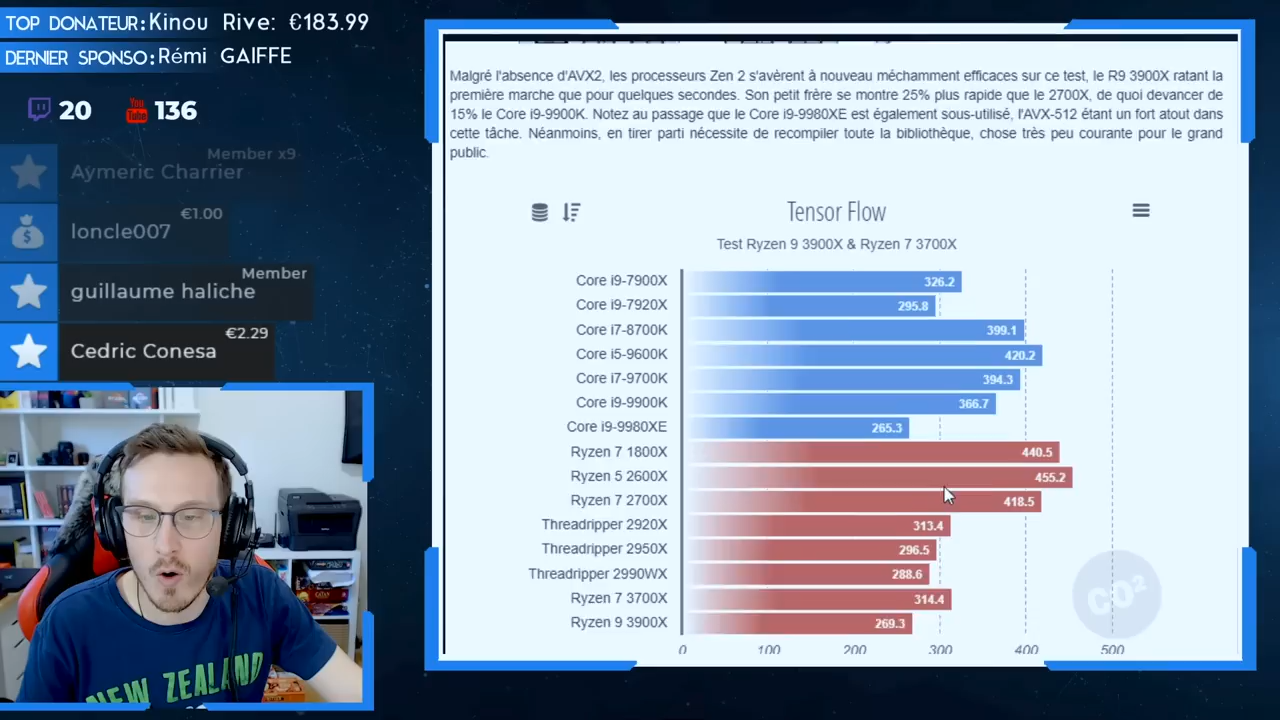 TOP DONATEUR: Kinou Rive: €183.99
DERNIER SPONSO: Rémi GAIFFE
20
You Tube 136
Member x9
Aymeric Charrier
€1.00
loncle007
Member
guillaume haliche
€2.29
Cedric Conesa
NEW ZEALAND
Malgré l'absence d'AVX2, les processeurs Zen 2 s'avèrent à nouveau méchamment efficaces sur ce test, le R9 3900X ratant la
première marche que pour quelques secondes. Son petit frère se montre 25% plus rapide que le 2700X, de quoi devancer de
15% le Core i9-9900K. Notez au passage que le Core i9-9980XE est également sous-utilisé, l'AVX-512 étant un fort atout dans
cette tâche. Néanmoins, en tirer parti nécessite de recompiler toute la bibliothèque, chose très peu courante pour le grand
public.
Tensor Flow
Test Ryzen 9 3900X & Ryzen 7 3700X
Core i9-7900X 326.2
Core i9-7920X 295.8
Core i7-8700K 399.1
Core i5-9600K 420.2
Core i7-9700K 394.3
Core i9-9900K 366.7
Core i9-9980XE 265.3
Ryzen 7 1800X 440.5
Ryzen 5 2600X 455.2
Ryzen 7 2700X 418.5
Threadripper 2920X 313.4
Threadripper 2950X 296.5
Threadripper 2990WX 288.6
Ryzen 7 3700X 314.4
Ryzen 9 3900X 269.3
0 100 200 300 400 500
CO²